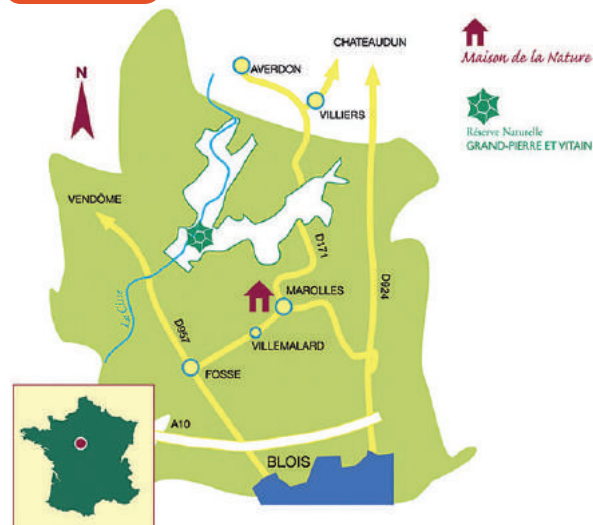 CHATEAUDUN
Maison de la Nature
N
AVERDON
VILLIERS
Réserve Naturelle
GRAND-PIERRE ET VITAIN
VENDÔME
D171
La Cisse
D957
MAROLLES
D924
VILLEMALARD
FOSSE
A10
BLOIS